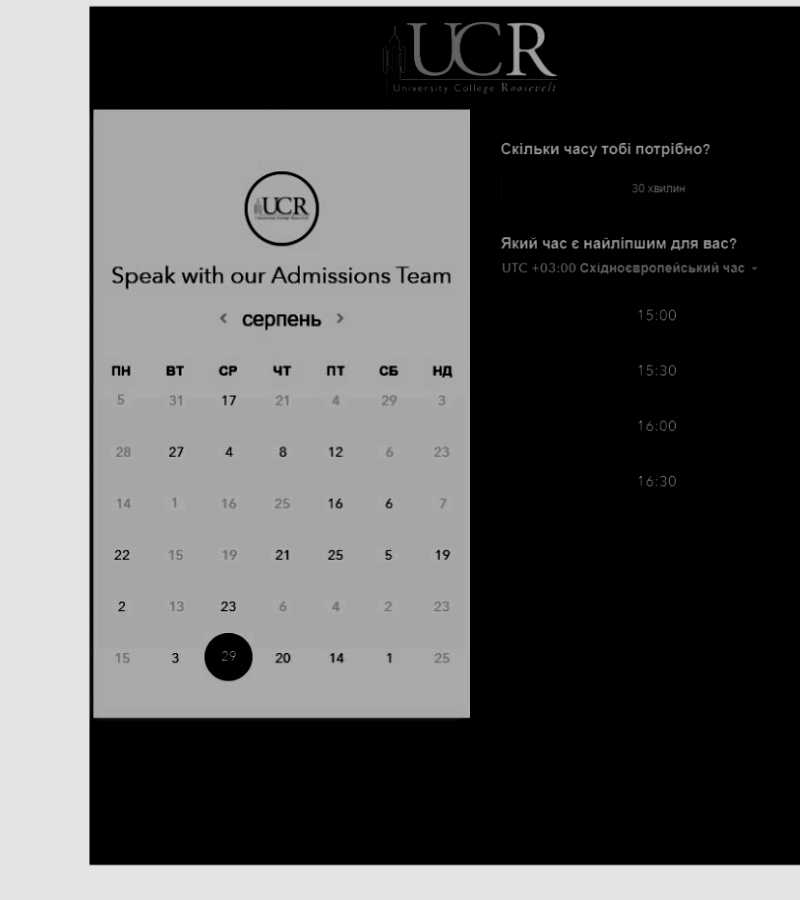 UCR
University College Roosevelt
UCR
Speak with our Admissions Team
< серпень >
ПН ВТ СР ЧТ ПТ СБ НД
5 31 17 21 4 29 3
28 27 4 8 12 6 23
14 1 16 25 16 6 7
22 15 19 21 25 5 19
2 13 23 6 4 2 23
15 3 29 20 14 1 25
Скільки часу тобі потрібно?
30 хвилин
Який час є найліпшим для вас?
UTC +03:00 Східноєвропейський час
15:00
15:30
16:00
16:30